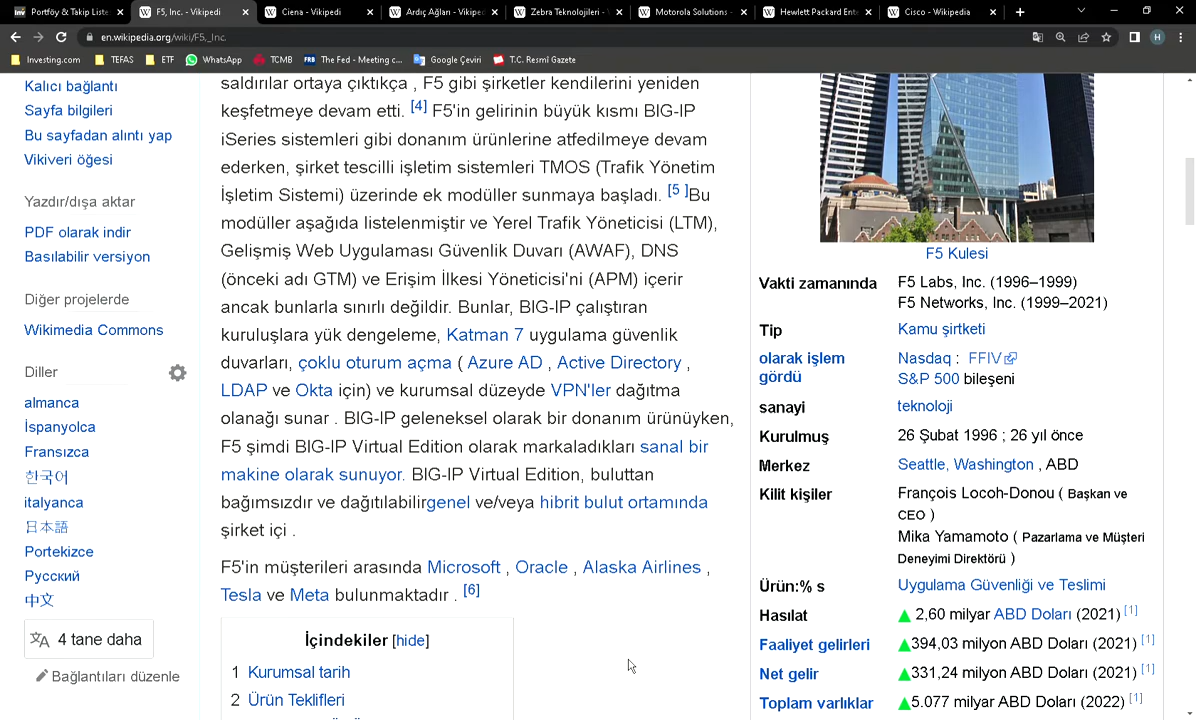 Portföy & Takip Liste
F5, Inc. - Vikipedi
Ciena - Vikipedi
Ardıç Ağları - Vikipe
Zebra Teknolojileri -
Motorola Solutions -
Hewlett Packard Ent
Cisco - Wikipedia
en.wikipedia.org/wiki/F5,_Inc.
H
Investing.com
TEFAS
ETF
WhatsApp
TCMB
The Fed - Meeting c...
Google Çeviri
T.C. Resmî Gazete
Kalıcı bağlantı
Sayfa bilgileri
Bu sayfadan alıntı yap
Vikiveri öğesi
Yazdır/dışa aktar
PDF olarak indir
Basılabilir versiyon
Diğer projelerde
Wikimedia Commons
Diller
almanca
İspanyolca
Fransızca
한국어
italyanca
日本語
Portekizce
Русский
中文
4 tane daha
Bağlantıları düzenle
saldırılar ortaya çıktıkça , F5 gibi şirketler kendilerini yeniden
keşfetmeye devam etti. [4] F5'in gelirinin büyük kısmı BIG-IP
iSeries sistemleri gibi donanım ürünlerine atfedilmeye devam
ederken, şirket tescilli işletim sistemleri TMOS (Trafik Yönetim
İşletim Sistemi) üzerinde ek modüller sunmaya başladı. [5 ]Bu
modüller aşağıda listelenmiştir ve Yerel Trafik Yöneticisi (LTM),
Gelişmiş Web Uygulaması Güvenlik Duvarı (AWAF), DNS
(önceki adı GTM) ve Erişim İlkesi Yöneticisi'ni (APM) içerir
ancak bunlarla sınırlı değildir. Bunlar, BIG-IP çalıştıran
kuruluşlara yük dengeleme, Katman 7 uygulama güvenlik
duvarları, çoklu oturum açma ( Azure AD , Active Directory ,
LDAP ve Okta için) ve kurumsal düzeyde VPN'ler dağıtma
olanağı sunar . BIG-IP geleneksel olarak bir donanım ürünüyken,
F5 şimdi BIG-IP Virtual Edition olarak markaladıkları sanal bir
makine olarak sunuyor. BIG-IP Virtual Edition, buluttan
bağımsızdır ve dağıtılabilirgenel ve/veya hibrit bulut ortamında
şirket içi .
F5'in müşterileri arasında Microsoft , Oracle , Alaska Airlines ,
Tesla ve Meta bulunmaktadır . [6]
İçindekiler [hide]
1 Kurumsal tarih
2 Ürün Teklifleri
F5 Kulesi
Vakti zamanında F5 Labs, Inc. (1996–1999)
F5 Networks, Inc. (1999–2021)
Tip Kamu şirtketi
olarak işlem Nasdaq : FFIV
gördü S&P 500 bileşeni
sanayi teknoloji
Kurulmuş 26 Şubat 1996 ; 26 yıl önce
Merkez Seattle, Washington , ABD
Kilit kişiler François Locoh-Donou ( Başkan ve
CEO )
Mika Yamamoto ( Pazarlama ve Müşteri
Deneyimi Direktörü )
Ürün:% s Uygulama Güvenliği ve Teslimi
Hasılat ▲ 2,60 milyar ABD Doları (2021) [1]
Faaliyet gelirleri ▲394,03 milyon ABD Doları (2021) [1]
Net gelir ▲331,24 milyon ABD Doları (2021) [1]
Toplam varlıklar ▲5.077 milyar ABD Doları (2022) [1]